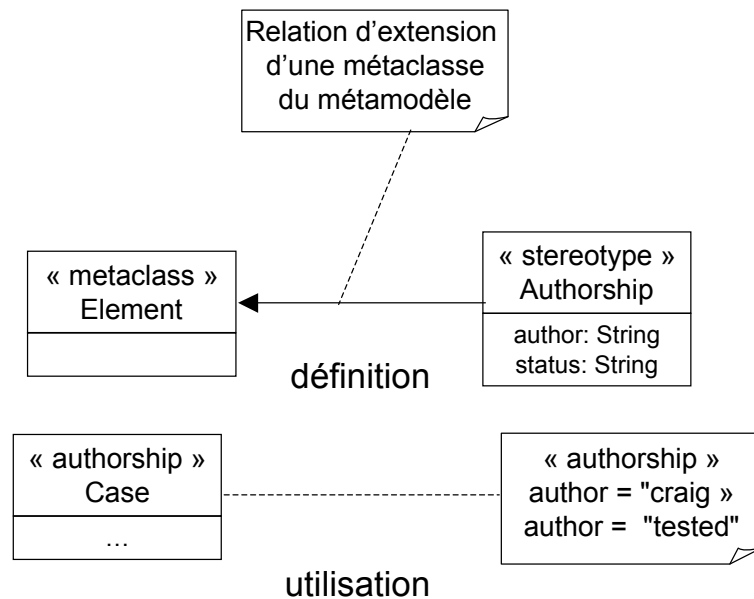 Relation d’extension
d’une métaclasse
du métamodèle
« metaclass »
Element
« stereotype »
Authorship
author: String
status: String
définition
« authorship »
Case
...
« authorship »
author = "craig »
author = "tested"
utilisation